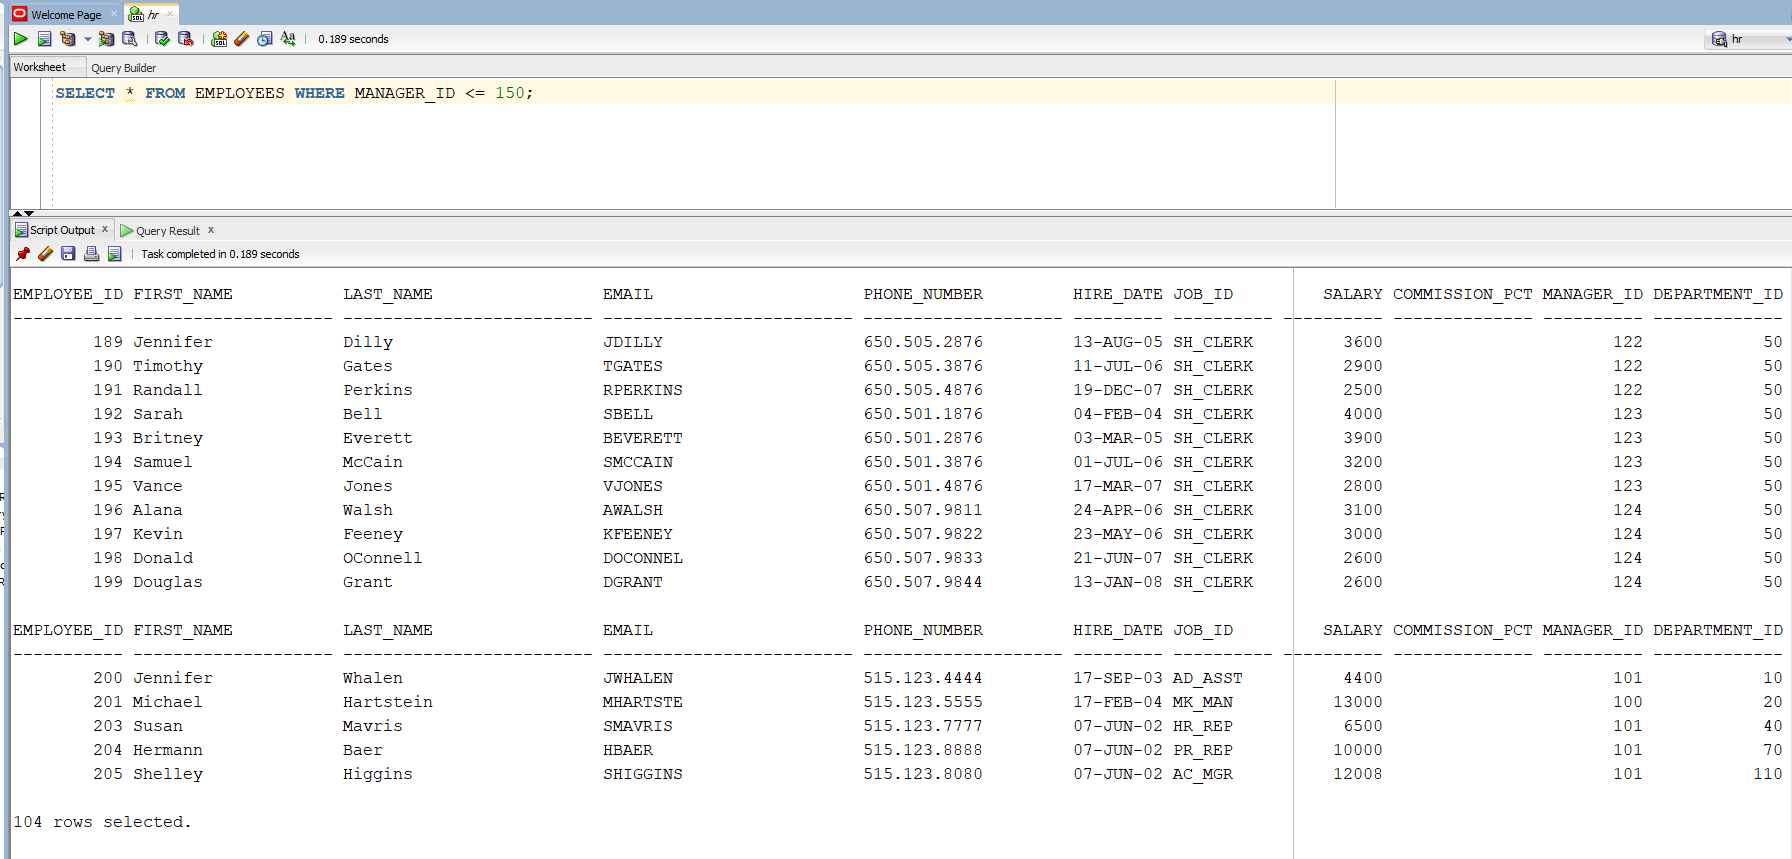 Welcome Page
hr
0.189 seconds
hr
Worksheet
Query Builder
SELECT * FROM EMPLOYEES WHERE MANAGER_ID <= 150;
Script Output
Query Result
Task completed in 0.189 seconds
EMPLOYEE_ID FIRST_NAME LAST_NAME EMAIL PHONE_NUMBER HIRE_DATE JOB_ID SALARY COMMISSION_PCT MANAGER_ID DEPARTMENT_ID
----------- -------------------- ------------------------- ------------------------- -------------------- --------- ---------- ---------- -------------- ---------- -------------
189 Jennifer Dilly JDILLY 650.505.2876 13-AUG-05 SH_CLERK 3600 122 50
190 Timothy Gates TGATES 650.505.3876 11-JUL-06 SH_CLERK 2900 122 50
191 Randall Perkins RPERKINS 650.505.4876 19-DEC-07 SH_CLERK 2500 122 50
192 Sarah Bell SBELL 650.501.1876 04-FEB-04 SH_CLERK 4000 123 50
193 Britney Everett BEVERETT 650.501.2876 03-MAR-05 SH_CLERK 3900 123 50
194 Samuel McCain SMCCAIN 650.501.3876 01-JUL-06 SH_CLERK 3200 123 50
195 Vance Jones VJONES 650.501.4876 17-MAR-07 SH_CLERK 2800 123 50
196 Alana Walsh AWALSH 650.507.9811 24-APR-06 SH_CLERK 3100 124 50
197 Kevin Feeney KFEENEY 650.507.9822 23-MAY-06 SH_CLERK 3000 124 50
198 Donald OConnell DOCONNEL 650.507.9833 21-JUN-07 SH_CLERK 2600 124 50
199 Douglas Grant DGRANT 650.507.9844 13-JAN-08 SH_CLERK 2600 124 50
EMPLOYEE_ID FIRST_NAME LAST_NAME EMAIL PHONE_NUMBER HIRE_DATE JOB_ID SALARY COMMISSION_PCT MANAGER_ID DEPARTMENT_ID
----------- -------------------- ------------------------- ------------------------- -------------------- --------- ---------- ---------- -------------- ---------- -------------
200 Jennifer Whalen JWHALEN 515.123.4444 17-SEP-03 AD_ASST 4400 101 10
201 Michael Hartstein MHARTSTE 515.123.5555 17-FEB-04 MK_MAN 13000 100 20
203 Susan Mavris SMAVRIS 515.123.7777 07-JUN-02 HR_REP 6500 101 40
204 Hermann Baer HBAER 515.123.8888 07-JUN-02 PR_REP 10000 101 70
205 Shelley Higgins SHIGGINS 515.123.8080 07-JUN-02 AC_MGR 12008 101 110
104 rows selected.